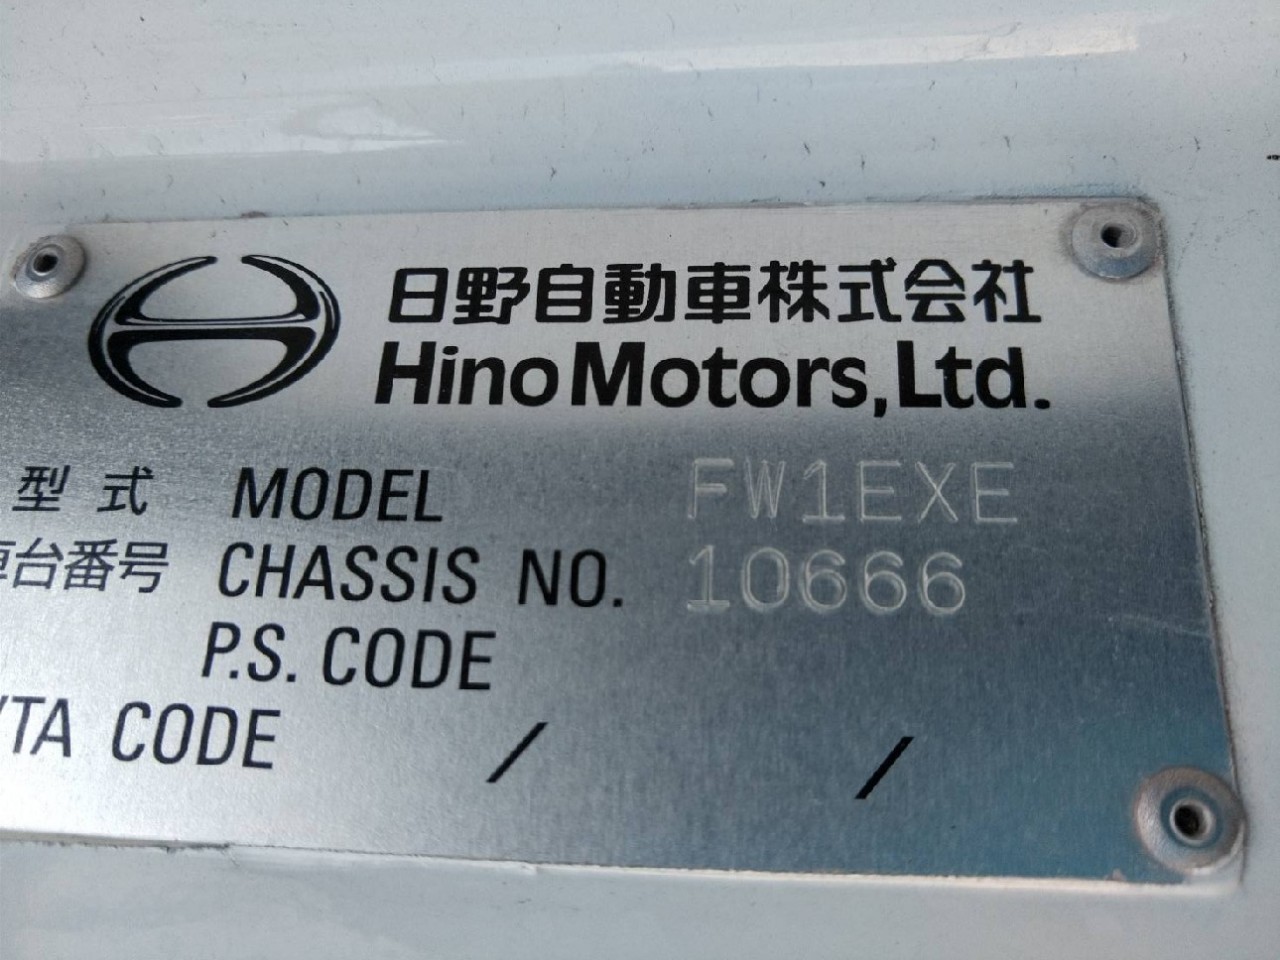 日野自動車株式会社
Hino Motors, Ltd.
型式 MODEL FW1EXE
車台番号 CHASSIS NO. 10666
P.S. CODE
/TA CODE / /